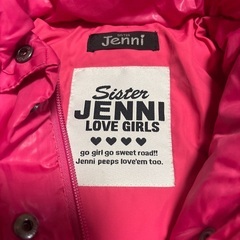 Jenni
Sister
JENNI
LOVE GIRLS
go girl go sweet road!!
Jenni peeps love'em too.